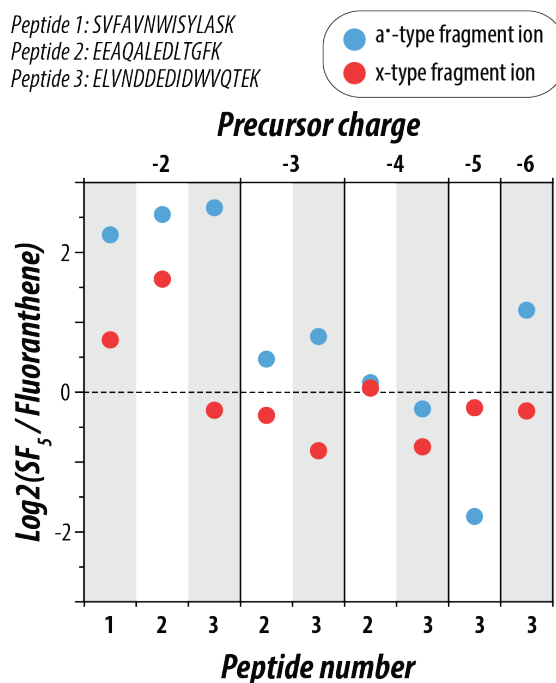 Peptide 1: SVFAVNWISYLASK
Peptide 2: EEAQALEDLTGFK
Peptide 3: ELVNDDEDIDWVQTEK
a•-type fragment ion
x-type fragment ion
Precursor charge
-2 -3 -4 -5 -6
Log2(SF5 / Fluoranthene)
2
0
-2
1 2 3 2 3 2 3 3 3
Peptide number